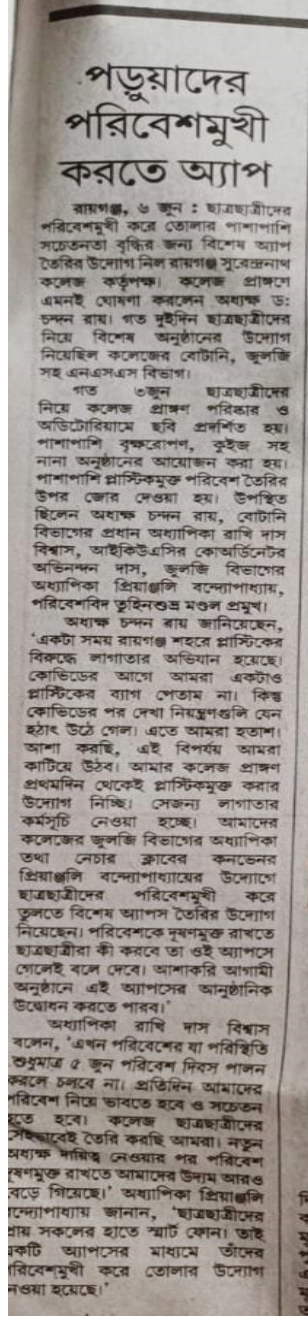 পড়ুয়াদের
পরিবেশমুখী
করতে অ্যাপ
রায়গঞ্জ, ৬ জুন : ছাত্রছাত্রীদের
পরিবেশমুখী করে তোলার পাশাপাশি
সচেতনতা বৃদ্ধির জন্য বিশেষ অ্যাপ
তৈরির উদ্যোগ নিল রায়গঞ্জ সুরেন্দ্রনাথ
কলেজ কর্তৃপক্ষ। কলেজ প্রাঙ্গণে
এমনই ঘোষণা করলেন অধ্যক্ষ ড:
চন্দন রায়। গত দুইদিন ছাত্রছাত্রীদের
নিয়ে বিশেষ অনুষ্ঠানের উদ্যোগ
নিয়েছিল কলেজের বোটানি, জুলজি
সহ এনএসএস বিভাগ।
গত ৩জুন ছাত্রছাত্রীদের
নিয়ে কলেজ প্রাঙ্গণ পরিষ্কার ও
অডিটোরিয়ামে ছবি প্রদর্শিত হয়।
পাশাপাশি বৃক্ষরোপণ, কুইজ সহ
নানা অনুষ্ঠানের আয়োজন করা হয়।
পাশাপাশি প্লাস্টিকমুক্ত পরিবেশ তৈরির
উপর জোর দেওয়া হয়। উপস্থিত
ছিলেন অধ্যক্ষ চন্দন রায়, বোটানি
বিভাগের প্রধান অধ্যাপিকা রাখি দাস
বিশ্বাস, আইকিউএসির কোঅর্ডিনেটর
অভিনন্দন দাস, জুলজি বিভাগের
অধ্যাপিকা প্রিয়াঞ্জলি বন্দ্যোপাধ্যায়,
পরিবেশবিদ তুহিনশুভ্র মণ্ডল প্রমুখ।
অধ্যক্ষ চন্দন রায় জানিয়েছেন,
‘একটা সময় রায়গঞ্জ শহরে প্লাস্টিকের
বিরুদ্ধে লাগাতার অভিযান হয়েছে।
কোভিডের আগে আমরা একটাও
প্লাস্টিকের ব্যাগ পেতাম না। কিন্তু
কোভিডের পর দেখা নিয়ন্ত্রণগুলি যেন
হঠাৎ উঠে গেল। এতে আমরা হতাশ।
আশা করছি, এই বিপর্যয় আমরা
কাটিয়ে উঠব। আমার কলেজ প্রাঙ্গণ
প্রথমদিন থেকেই প্লাস্টিকমুক্ত করার
উদ্যোগ নিচ্ছি। সেজন্য লাগাতার
কর্মসূচি নেওয়া হচ্ছে। আমাদের
কলেজের জুলজি বিভাগের অধ্যাপিকা
তথা নেচার ক্লাবের কনভেনর
প্রিয়াঞ্জলি বন্দ্যোপাধ্যায়ের উদ্যোগে
ছাত্রছাত্রীদের পরিবেশমুখী করে
তুলতে বিশেষ অ্যাপস তৈরির উদ্যোগ
নিয়েছেন। পরিবেশকে দূষণমুক্ত রাখতে
ছাত্রছাত্রীরা কী করবে তা ওই অ্যাপসে
গেলেই বলে দেবে। আশাকরি আগামী
অনুষ্ঠানে এই অ্যাপসের আনুষ্ঠানিক
উদ্বোধন করতে পারব।’
অধ্যাপিকা রাখি দাস বিশ্বাস
বলেন, ‘এখন পরিবেশের যা পরিস্থিতি
শুধুমাত্র ৫ জুন পরিবেশ দিবস পালন
করলে চলবে না। প্রতিদিন আমাদের
পরিবেশ নিয়ে ভাবতে হবে ও সচেতন
হতে হবে। কলেজ ছাত্রছাত্রীদের
সেইভাবেই তৈরি করছি আমরা। নতুন
অধ্যক্ষ দায়িত্ব নেওয়ার পর পরিবেশ
দূষণমুক্ত রাখতে আমাদের উদ্যম আরও
বেড়ে গিয়েছে।’ অধ্যাপিকা প্রিয়াঞ্জলি
বন্দ্যোপাধ্যায় জানান, ‘ছাত্রছাত্রীদের
প্রায় সকলের হাতে স্মার্ট ফোন। তাই
একটি অ্যাপসের মাধ্যমে তাঁদের
পরিবেশমুখী করে তোলার উদ্যোগ
নেওয়া হয়েছে।’